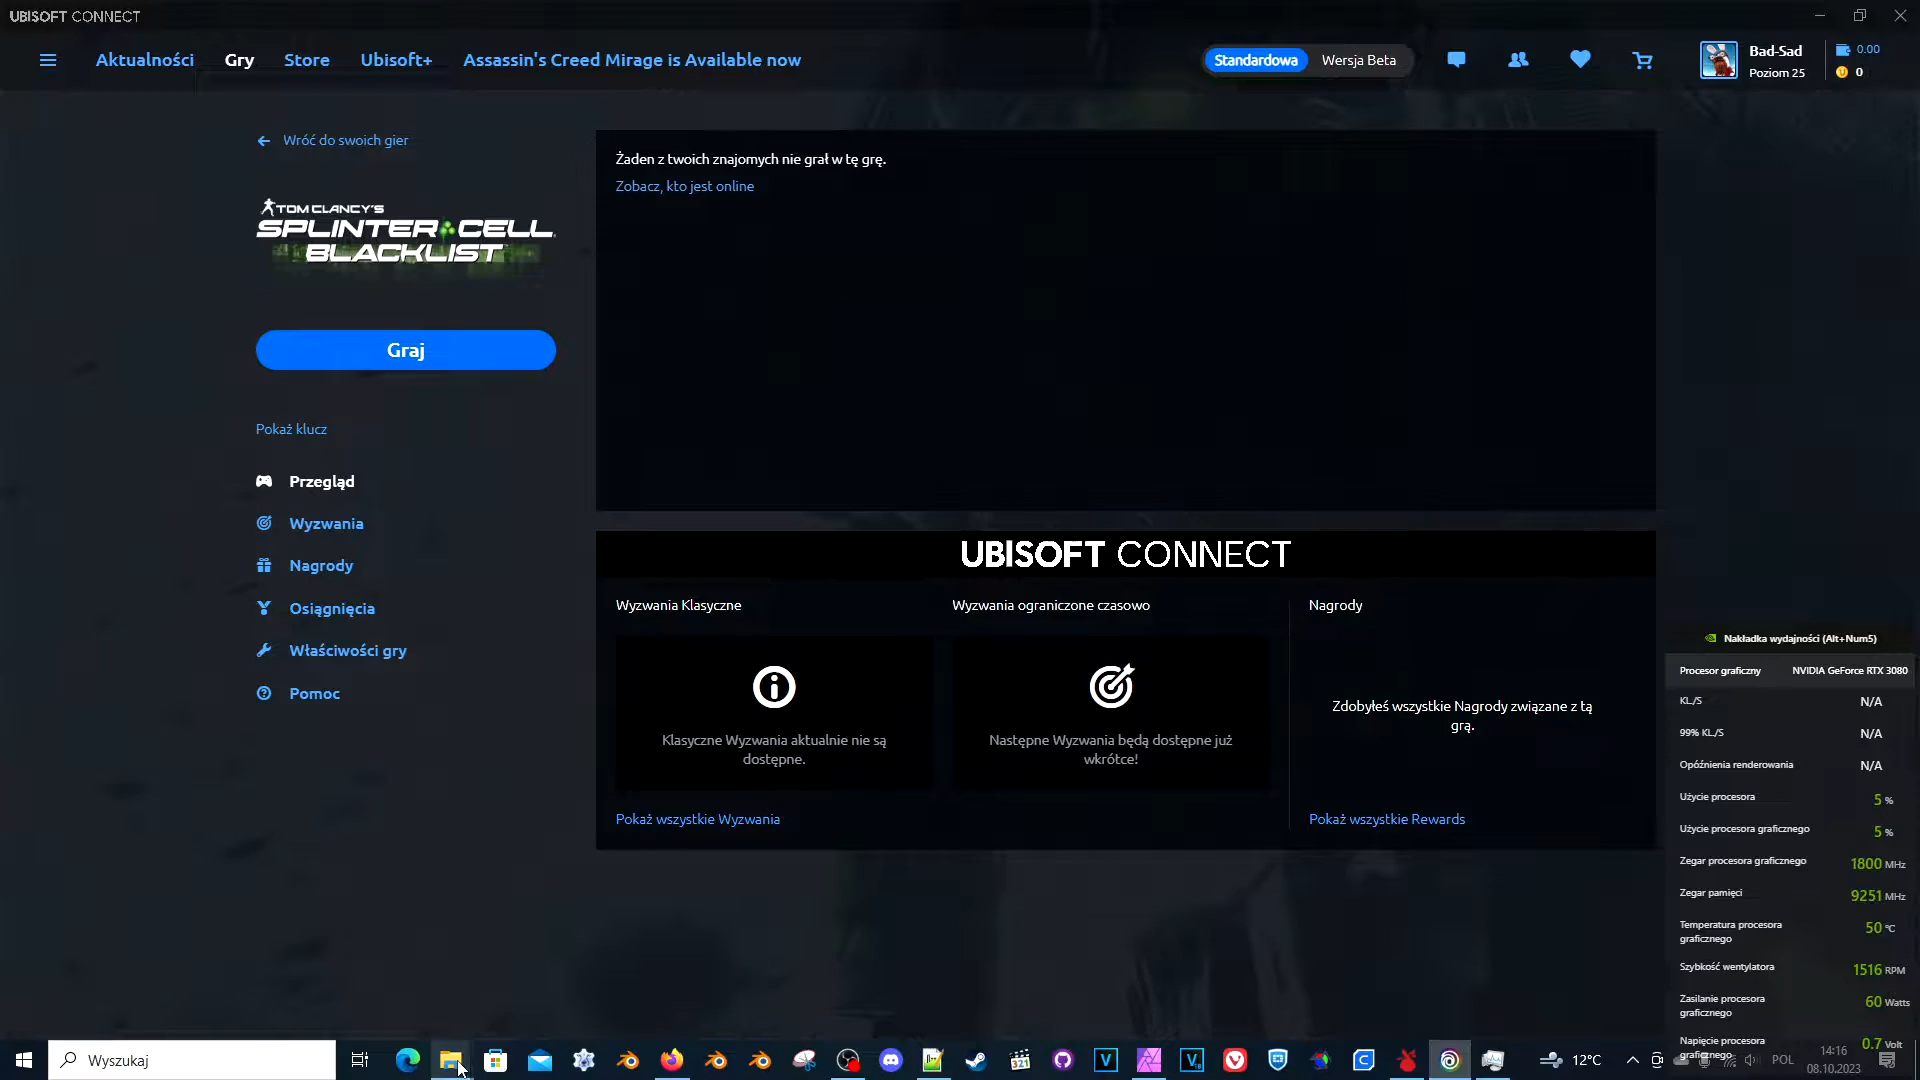 UBISOFT CONNECT
Aktualności
Gry
Store
Ubisoft+
Assassin's Creed Mirage is Available now
Standardowa
Wersja Beta
Bad-Sad
Poziom 25
0.00
0
Wróć do swoich gier
TOM CLANCY'S
SPLINTER CELL
BLACKLIST
Graj
Pokaż klucz
Przegląd
Wyzwania
Nagrody
Osiągnięcia
Właściwości gry
Pomoc
Żaden z twoich znajomych nie grał w tę grę.
Zobacz, kto jest online
UBISOFT CONNECT
Wyzwania Klasyczne
Klasyczne Wyzwania aktualnie nie są
dostępne.
Pokaż wszystkie Wyzwania
Wyzwania ograniczone czasowo
Następne Wyzwania będą dostępne już
wkrótce!
Nagrody
Zdobyłeś wszystkie Nagrody związane z tą
grą.
Pokaż wszystkie Rewards
Nakładka wydajności (Alt+Num5)
Procesor graficzny NVIDIA GeForce RTX 3080
KL./S N/A
99% KL./S N/A
Opóźnienia renderowania N/A
Użycie procesora 5 %
Użycie procesora graficznego 5 %
Zegar procesora graficznego 1800 MHz
Zegar pamięci 9251 MHz
Temperatura procesora
graficznego 50 °C
Szybkość wentylatora 1516 RPM
Zasilanie procesora
graficznego 60 Watts
Napięcie procesora
graficznego 0.7 Volt
Wyszukaj
321
12°C
POL
14:16
08.10.2023